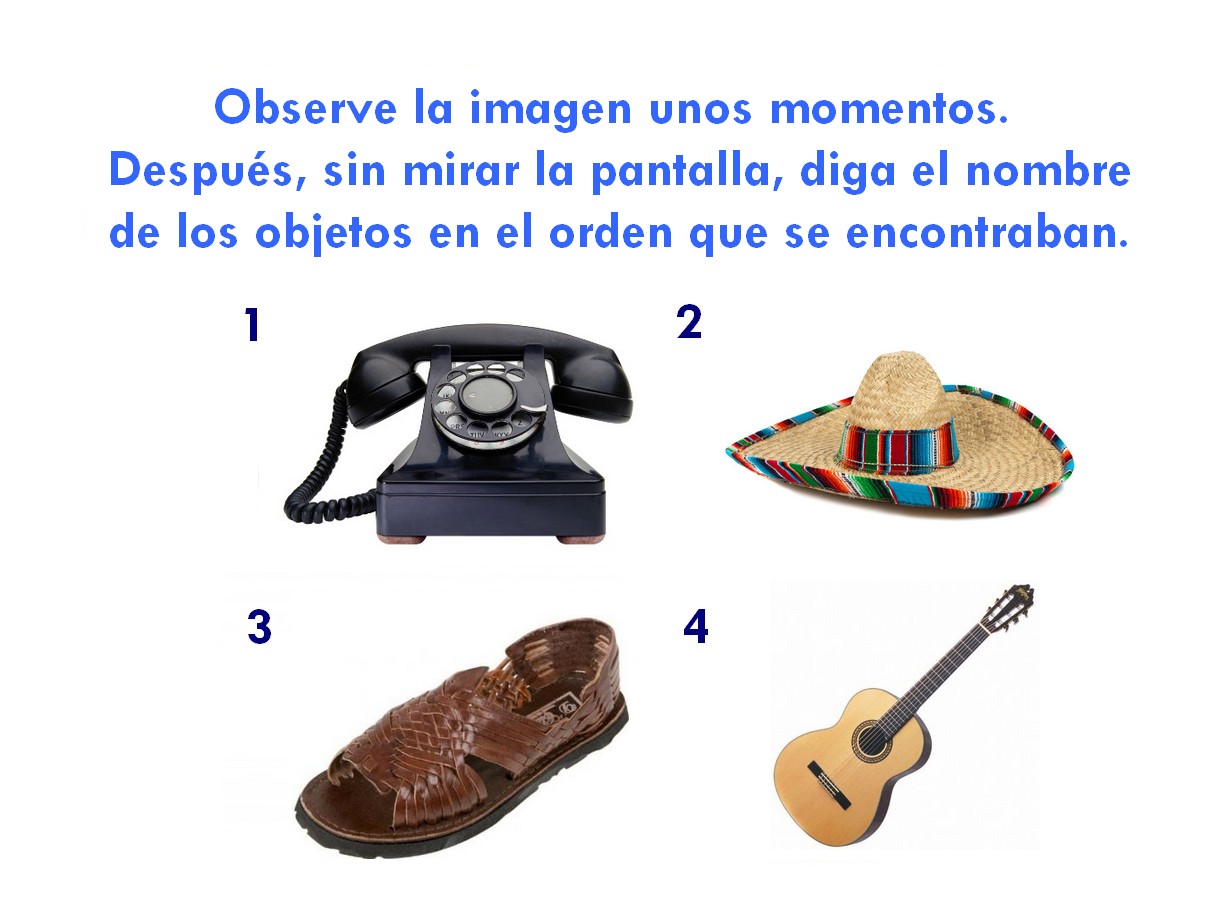 Observe la imagen unos momentos.
Después, sin mirar la pantalla, diga el nombre
de los objetos en el orden que se encontraban.
1
2
3
4